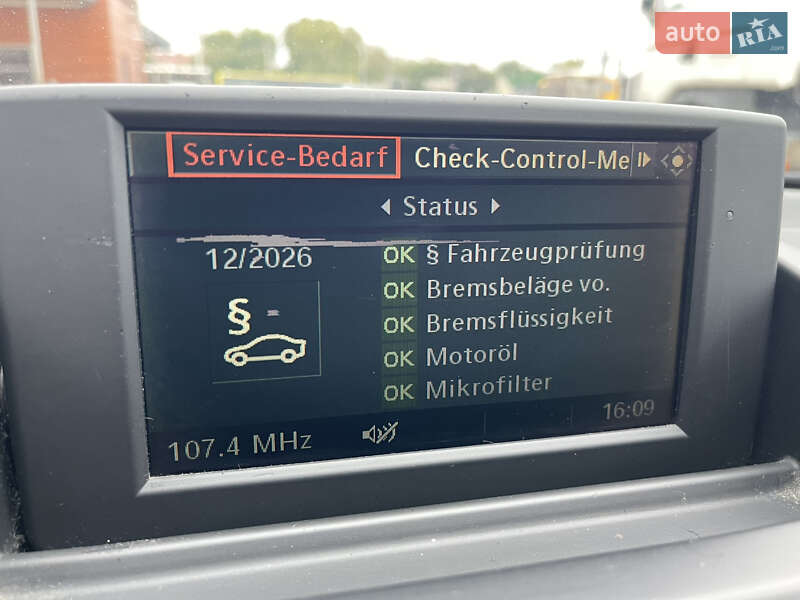 auto RIA.com
Service-Bedarf Check-Control-Me
Status
12/2026
OK § Fahrzeugprüfung
OK Bremsbeläge vo.
OK Bremsflüssigkeit
OK Motoröl
OK Mikrofilter
§
16:09
107.4 MHz